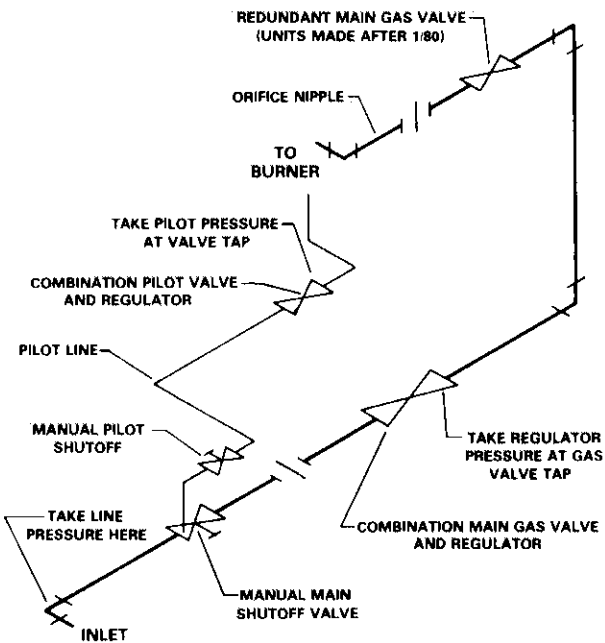 REDUNDANT MAIN GAS VALVE
(UNITS MADE AFTER 1/80)
ORIFICE NIPPLE
TO
BURNER
TAKE PILOT PRESSURE
AT VALVE TAP
COMBINATION PILOT VALVE
AND REGULATOR
PILOT LINE
MANUAL PILOT
SHUTOFF
TAKE REGULATOR
PRESSURE AT GAS
VALVE TAP
TAKE LINE
PRESSURE HERE
COMBINATION MAIN GAS VALVE
AND REGULATOR
MANUAL MAIN
SHUTOFF VALVE
INLET